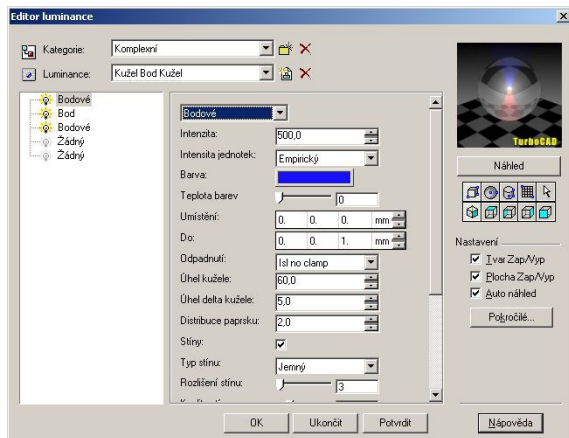 Editor luminance
Kategorie: Komplexní
Luminance: Kužel Bod Kužel
Bodové
Bod
Bodové
Žádný
Žádný
Bodové
Intenzita: 500,0
Intensita jednotek: Empirický
Barva:
Teplota barev 0
Umístění: 0. 0. 0. mm
Do: 0. 0. 1. mm
Odpadnutí: Isl no clamp
Úhel kužele: 60,0
Úhel delta kužele: 5,0
Distribuce paprsku: 2,0
Stíny:
Typ stínu: Jemný
Rozlišení stínu: 3
TurboCAD
Náhled
Nastavení
Tvar Zap/Vyp
Plocha Zap/Vyp
Auto náhled
Pokročilé...
OK Ukončit Potvrdit Nápověda